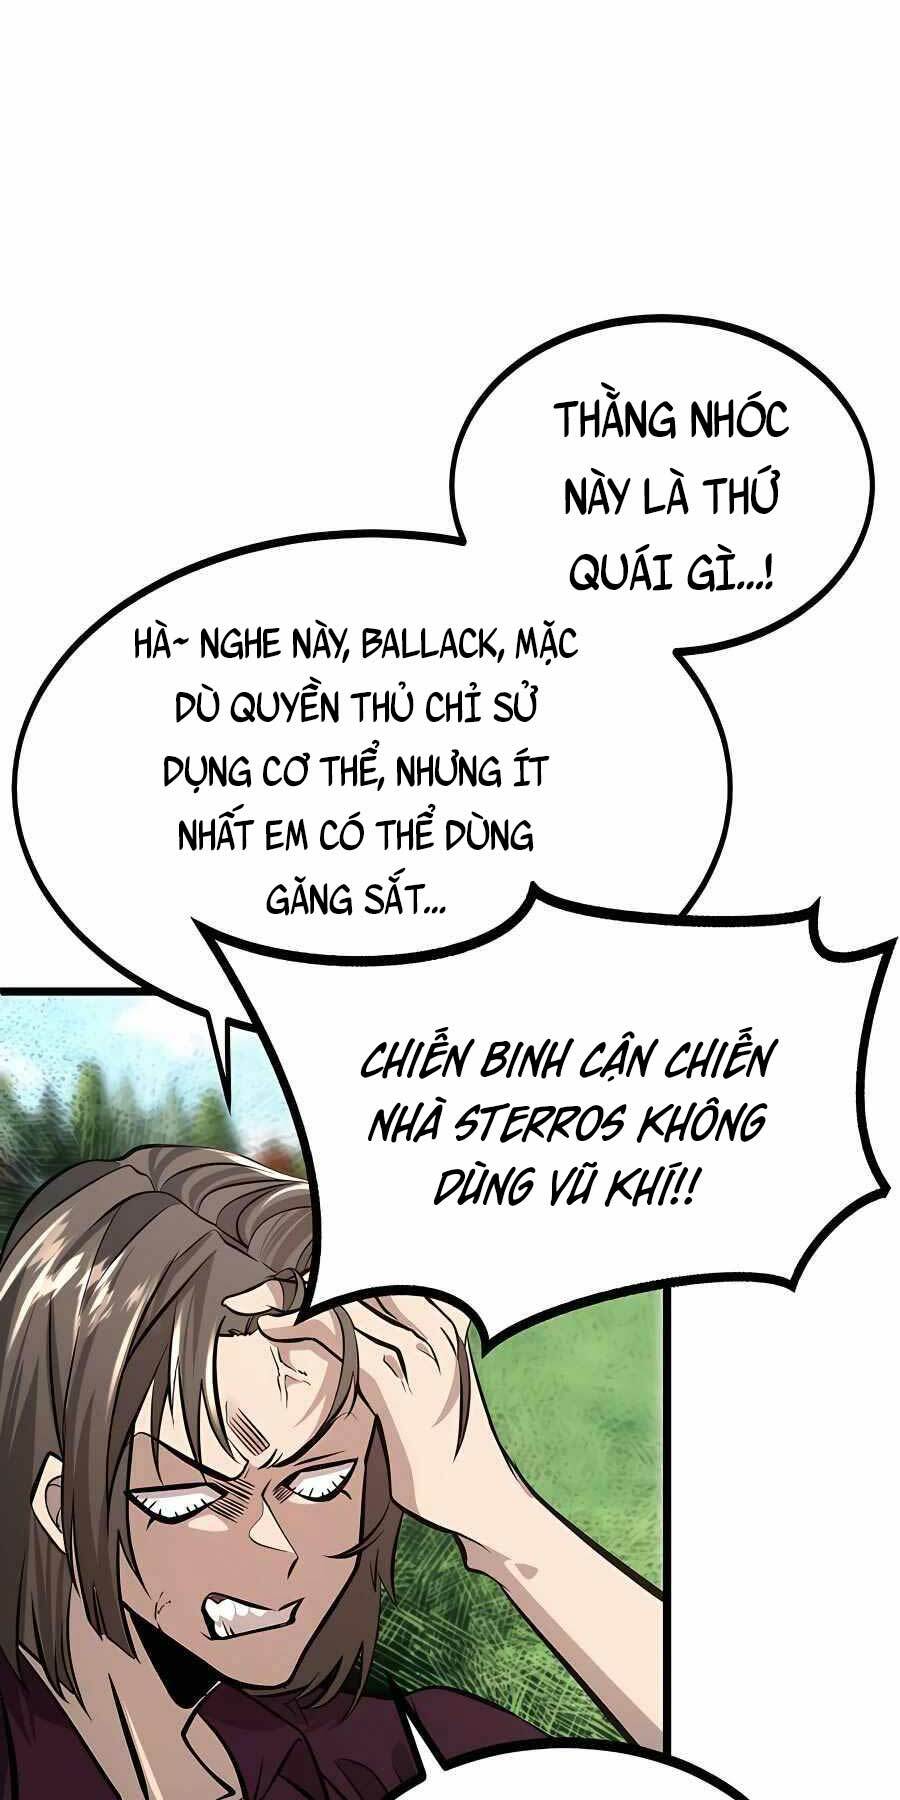 THẰNG NHÓC
NÀY LÀ THỨ
QUÁI GÌ...!
HÀ~ NGHE NÀY, BALLACK, MẶC
DÙ QUYỀN THỦ CHỈ SỬ
DỤNG CƠ THỂ, NHƯNG ÍT
NHẤT EM CÓ THỂ DÙNG
GĂNG SẮT...
CHIẾN BINH CẬN CHIẾN
NHÀ STERROS KHÔNG
DÙNG VŨ KHÍ!!